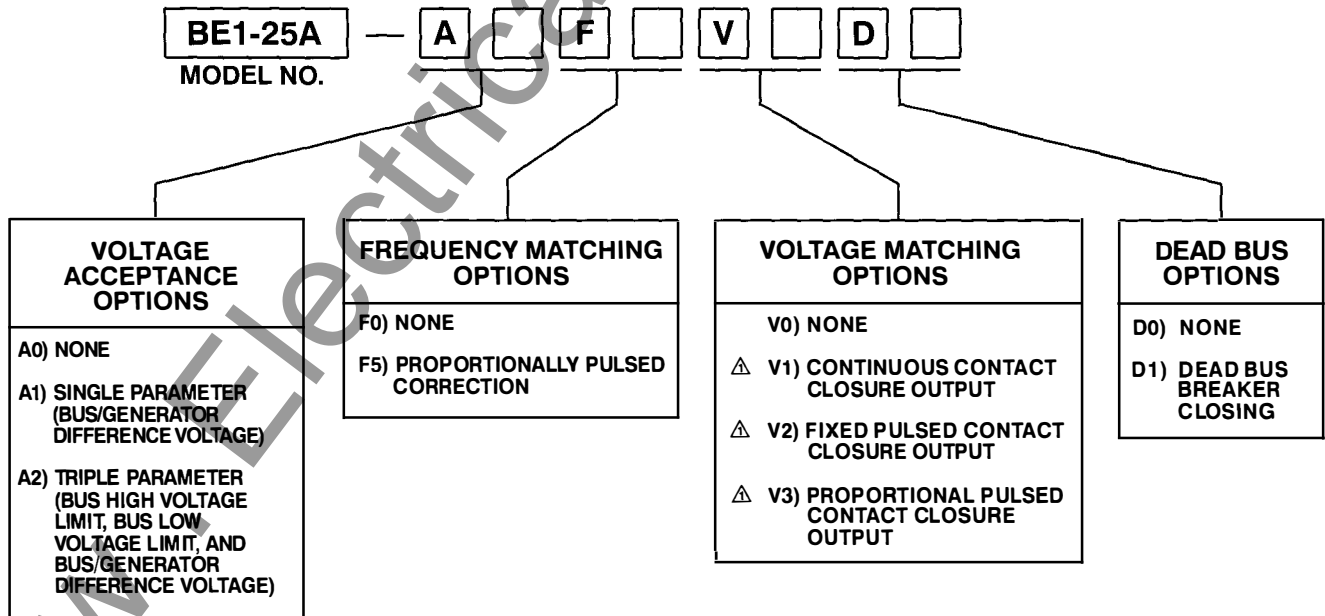 BE1-25A — A F V D
MODEL NO.
VOLTAGE
ACCEPTANCE
OPTIONS
A0) NONE
A1) SINGLE PARAMETER
(BUS/GENERATOR
DIFFERENCE VOLTAGE)
A2) TRIPLE PARAMETER
(BUS HIGH VOLTAGE
LIMIT, BUS LOW
VOLTAGE LIMIT, AND
BUS/GENERATOR
DIFFERENCE VOLTAGE)
FREQUENCY MATCHING
OPTIONS
F0) NONE
F5) PROPORTIONALLY PULSED
CORRECTION
VOLTAGE MATCHING
OPTIONS
V0) NONE
⚠ V1) CONTINUOUS CONTACT
CLOSURE OUTPUT
⚠ V2) FIXED PULSED CONTACT
CLOSURE OUTPUT
⚠ V3) PROPORTIONAL PULSED
CONTACT CLOSURE
OUTPUT
DEAD BUS
OPTIONS
D0) NONE
D1) DEAD BUS
BREAKER
CLOSING
w . Electrica